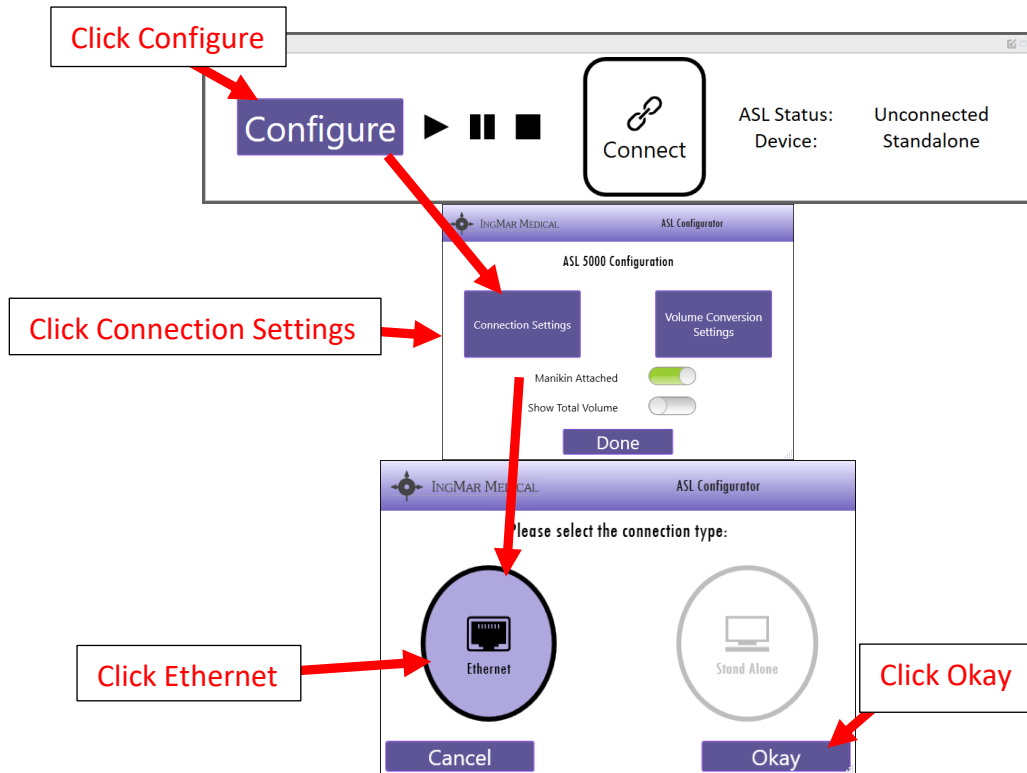 Click Configure
Configure
Connect
ASL Status: Unconnected
Device: Standalone
INGMAR MEDICAL ASL Configurator
ASL 5000 Configuration
Click Connection Settings
Connection Settings
Volume Conversion
Settings
Manikin Attached
Show Total Volume
Done
INGMAR MEDICAL ASL Configurator
Please select the connection type:
Ethernet
Stand Alone
Click Ethernet
Click Okay
Cancel
Okay